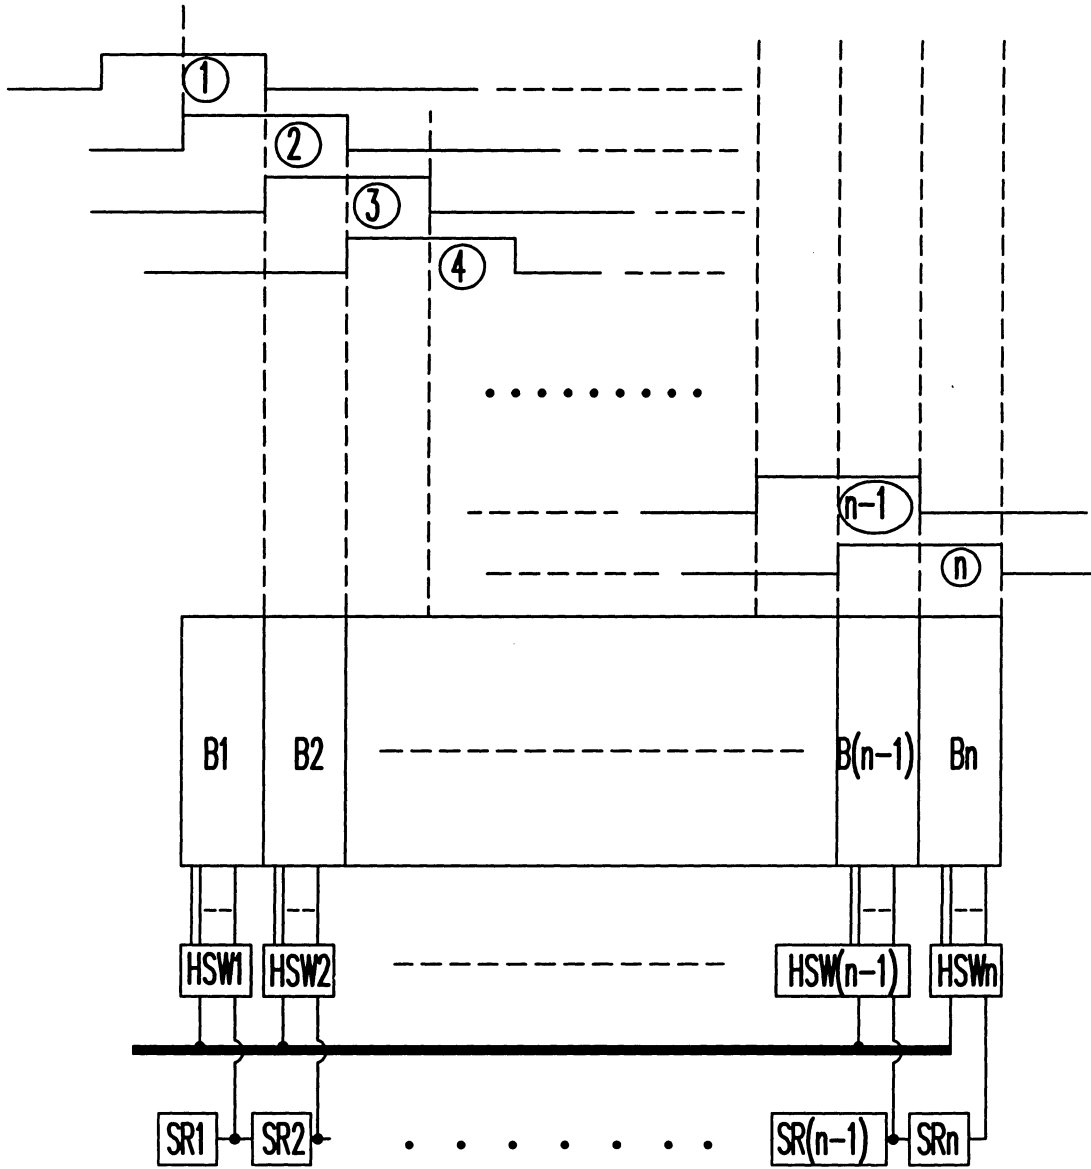 1
2
3
4
n-1
n
B1 B2 B(n-1) Bn
HSW1 HSW2 HSW(n-1) HSWn
SR1 SR2 SR(n-1) SRn